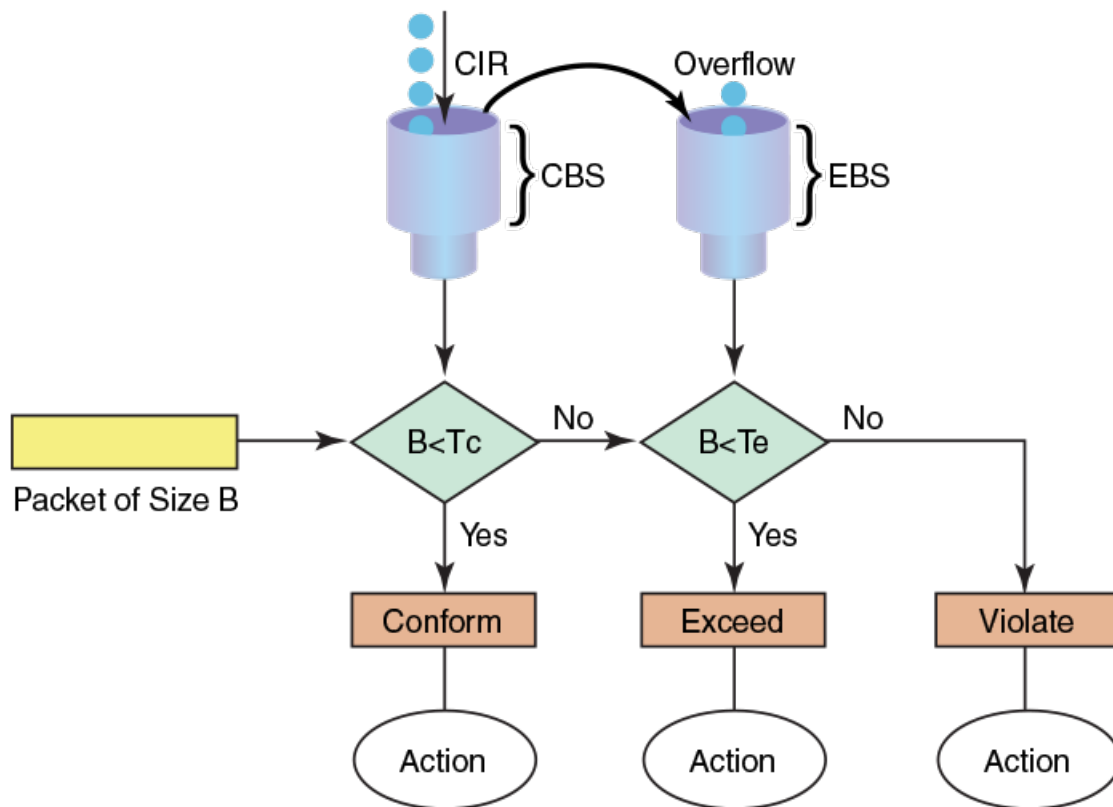 CIR
Overflow
CBS
EBS
B<Tc
No
B<Te
No
Packet of Size B
Yes
Yes
Conform
Exceed
Violate
Action
Action
Action